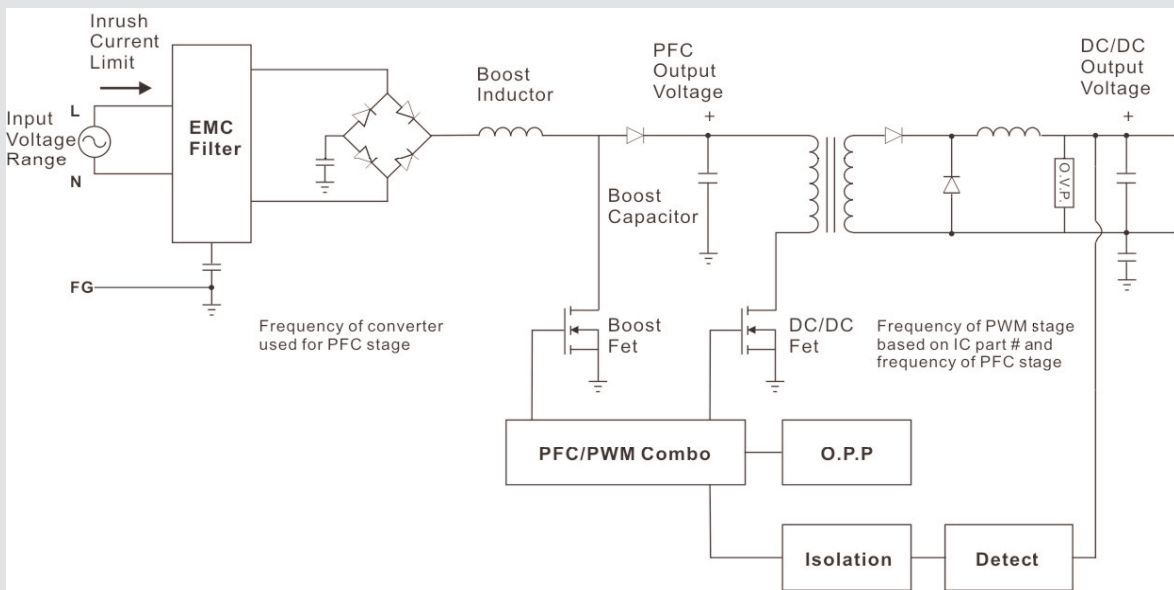 Inrush
Current
Limit
L
Input
Voltage
Range
N
EMC
Filter
FG
Boost
Inductor
PFC
Output
Voltage
+
DC/DC
Output
Voltage
+
Boost
Capacitor
O.V.P.
Frequency of converter
used for PFC stage
Boost
Fet
DC/DC
Fet
Frequency of PWM stage
based on IC part # and
frequency of PFC stage
PFC/PWM Combo
O.P.P
Isolation
Detect